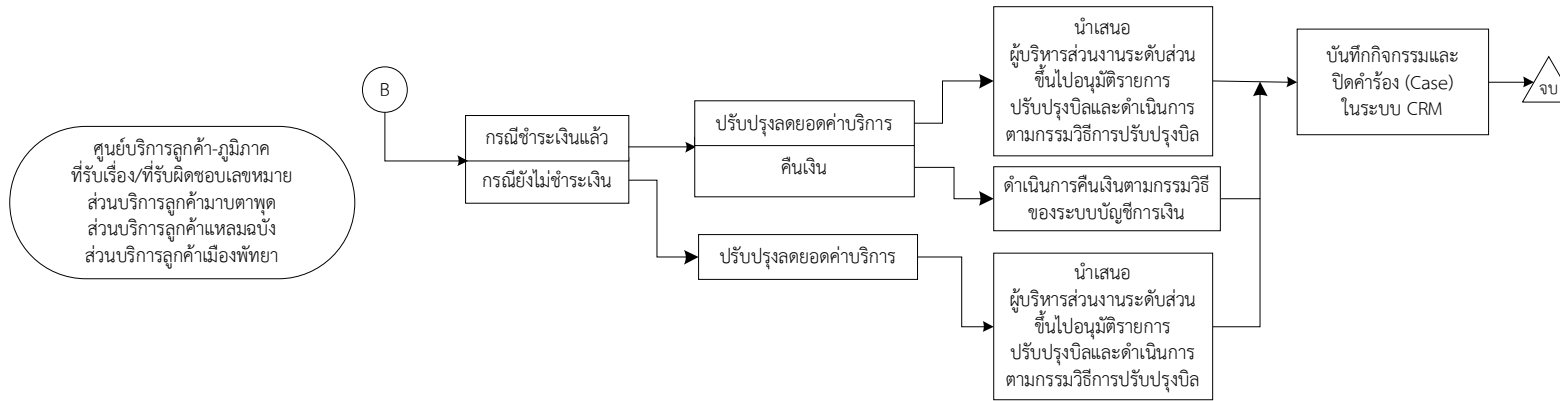 ศูนย์บริการลูกค้า-ภูมิภาค
ที่รับเรื่อง/ที่รับผิดชอบเลขหมาย
ส่วนบริการลูกค้ามาบตาพุด
ส่วนบริการลูกค้าแหลมฉบัง
ส่วนบริการลูกค้าเมืองพัทยา
B
กรณีชำระเงินแล้ว
กรณียังไม่ชำระเงิน
ปรับปรุงลดยอดค่าบริการ
คืนเงิน
ปรับปรุงลดยอดค่าบริการ
นำเสนอ
ผู้บริหารส่วนงานระดับส่วน
ขึ้นไปอนุมัติรายการ
ปรับปรุงบิลและดำเนินการ
ตามกรรมวิธีการปรับปรุงบิล
ดำเนินการคืนเงินตามกรรมวิธี
ของระบบบัญชีการเงิน
นำเสนอ
ผู้บริหารส่วนงานระดับส่วน
ขึ้นไปอนุมัติรายการ
ปรับปรุงบิลและดำเนินการ
ตามกรรมวิธีการปรับปรุงบิล
บันทึกกิจกรรมและ
ปิดคำร้อง (Case)
ในระบบ CRM
จบ